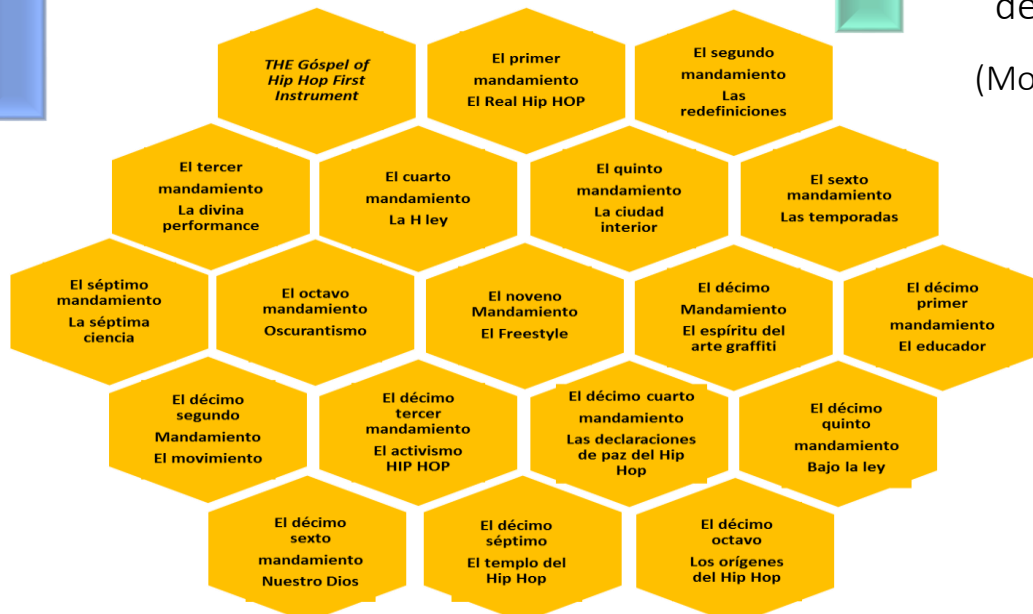 de
(Mo
THE Góspel of
Hip Hop First
Instrument
El primer
mandamiento
El Real Hip HOP
El segundo
mandamiento
Las
redefiniciones
El tercer
mandamiento
La divina
performance
El cuarto
mandamiento
La H ley
El quinto
mandamiento
La ciudad
interior
El sexto
mandamiento
Las temporadas
El séptimo
mandamiento
La séptima
ciencia
El octavo
mandamiento
Oscurantismo
El noveno
Mandamiento
El Freestyle
El décimo
Mandamiento
El espíritu del
arte graffiti
El décimo
primer
mandamiento
El educador
El décimo
segundo
Mandamiento
El movimiento
El décimo
tercer
mandamiento
El activismo
HIP HOP
El décimo cuarto
mandamiento
Las declaraciones
de paz del Hip
Hop
El décimo
quinto
mandamiento
Bajo la ley
El décimo
sexto
mandamiento
Nuestro Dios
El décimo
séptimo
El templo del
Hip Hop
El décimo
octavo
Los orígenes
del Hip Hop